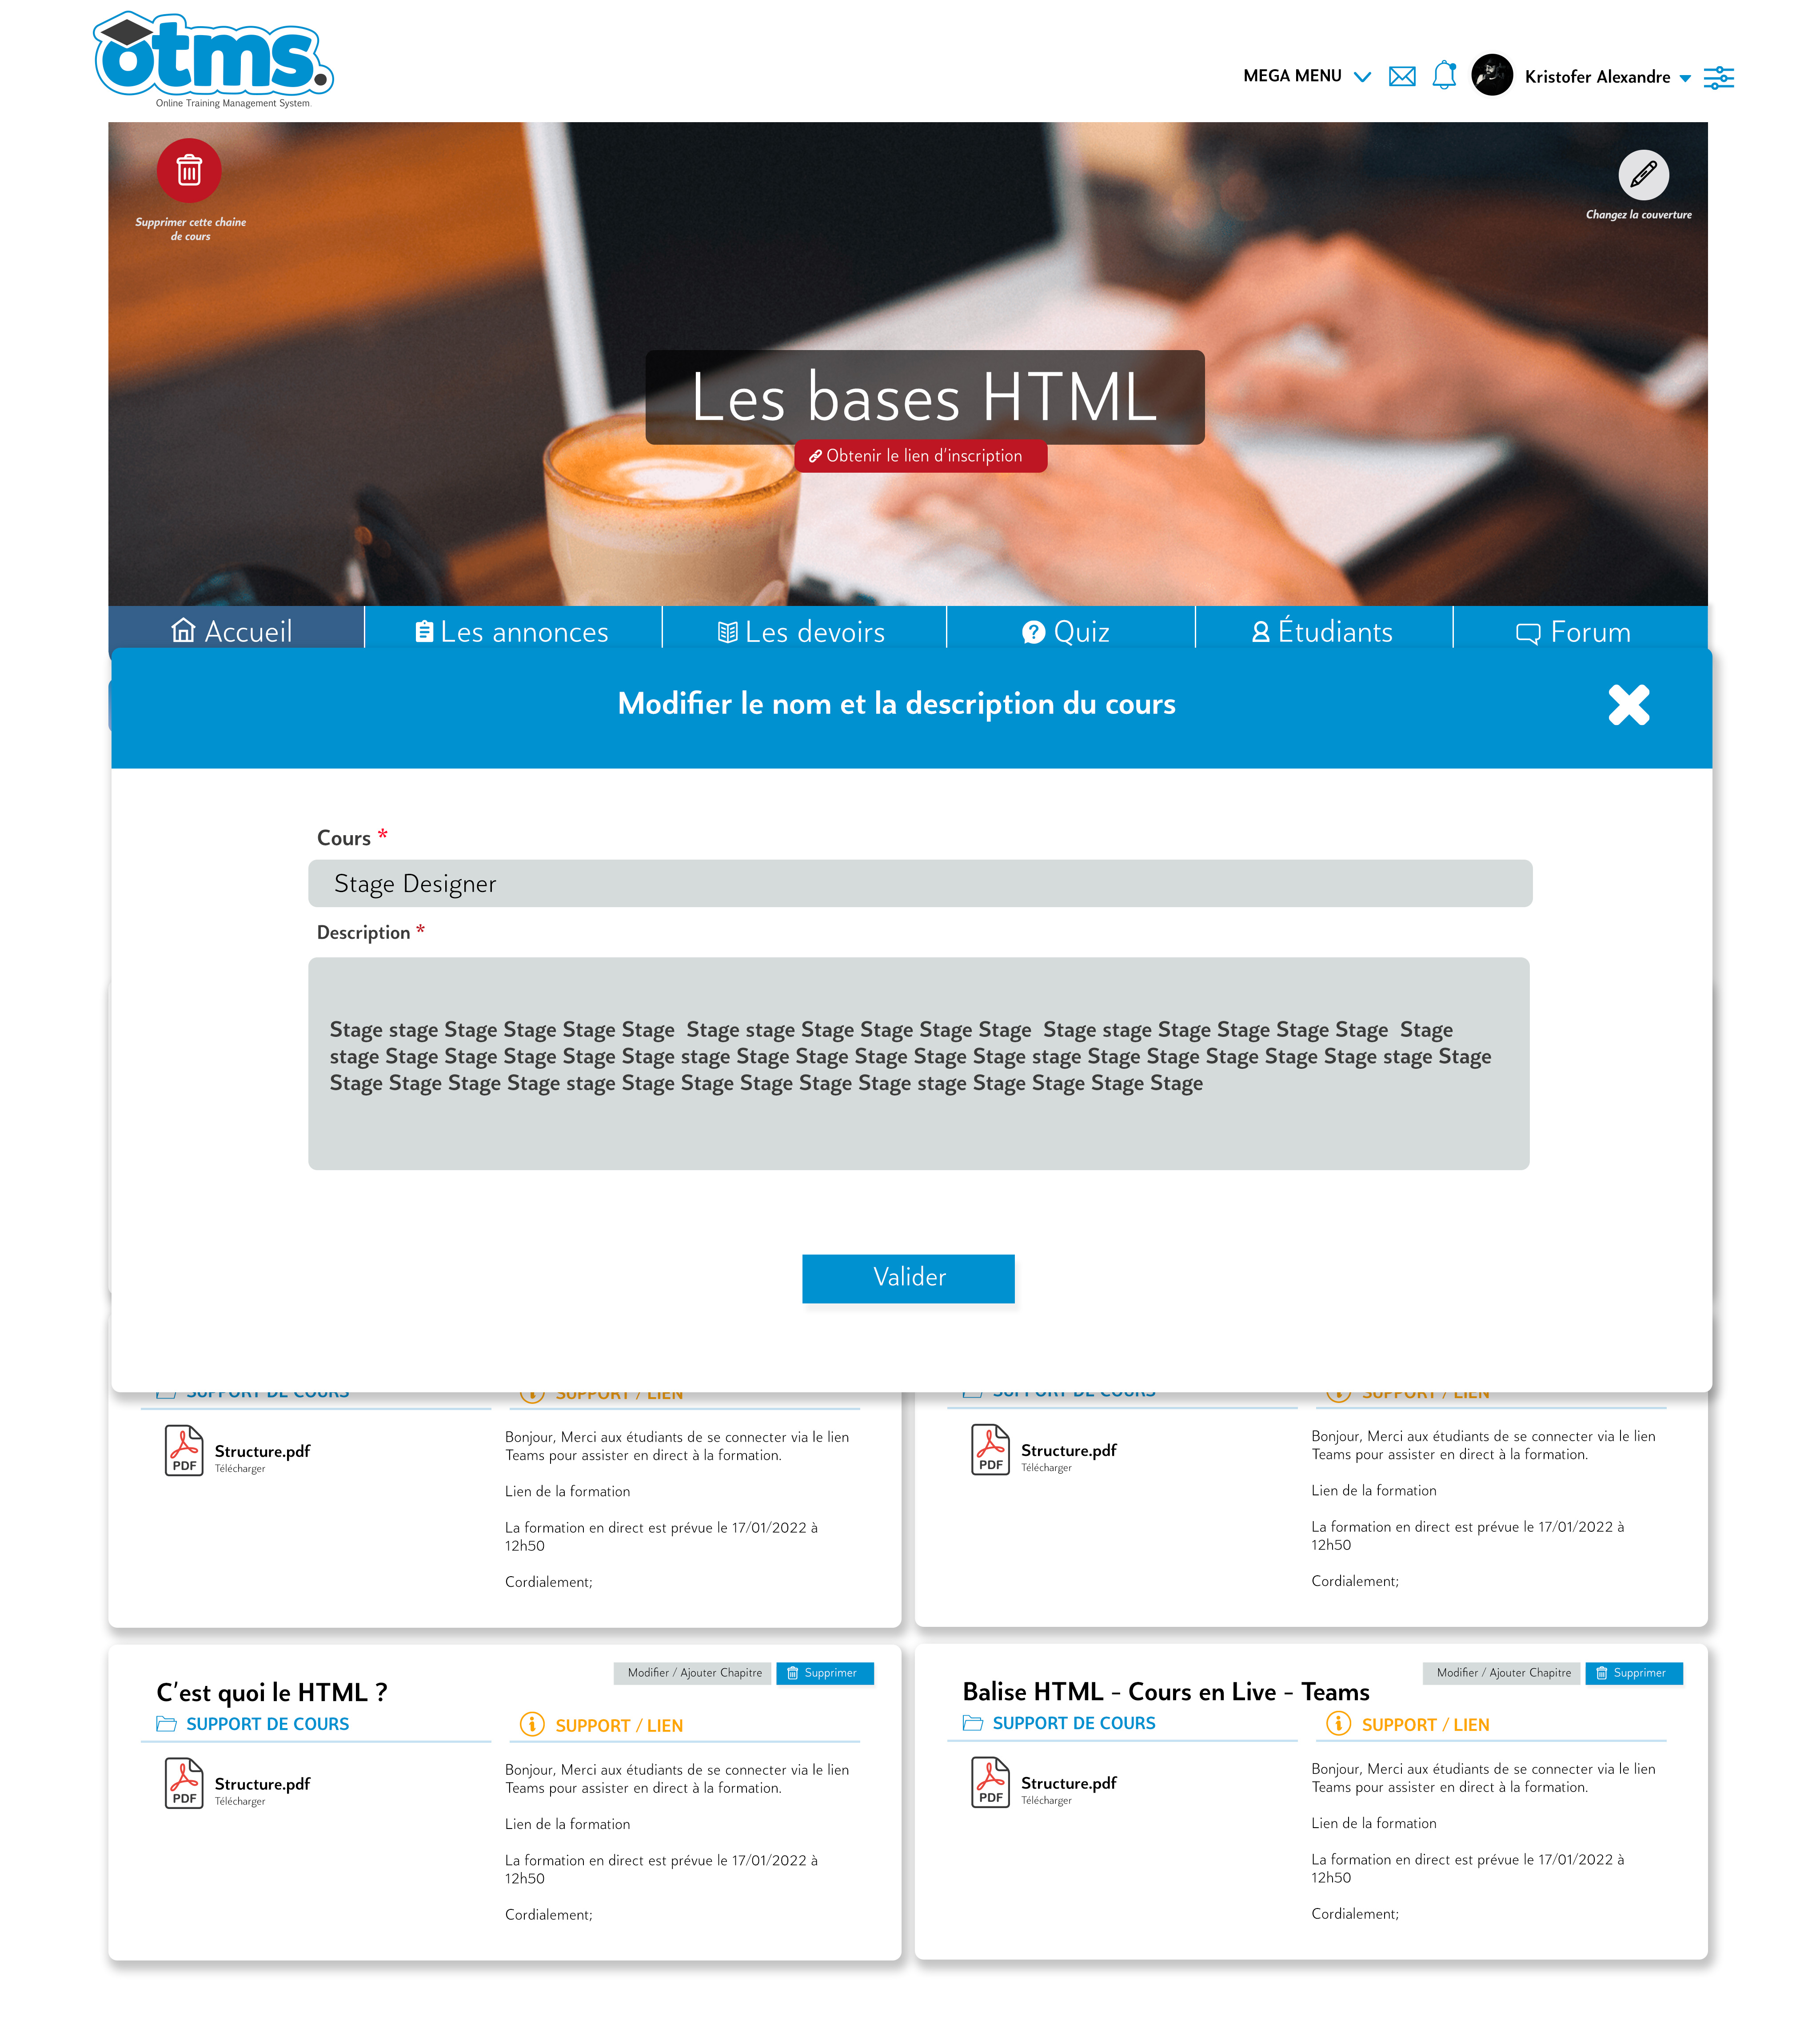 otms.
Online Training Management System.
MEGA MENU
Kristofer Alexandre
Supprimer cette chaine
de cours
Changez la couverture
Les bases HTML
Obtenir le lien d'inscription
Accueil
Les annonces
Les devoirs
Quiz
Étudiants
Forum
Modifier le nom et la description du cours
Cours *
Stage Designer
Description *
Stage stage Stage Stage Stage Stage  Stage stage Stage Stage Stage Stage  Stage stage Stage Stage Stage Stage  Stage
stage Stage Stage Stage Stage Stage stage Stage Stage Stage Stage Stage stage Stage Stage Stage Stage Stage stage Stage
Stage Stage Stage Stage stage Stage Stage Stage Stage Stage stage Stage Stage Stage Stage
Valider
SUPPORT DE COURS
SUPPORT / LIEN
PDF
Structure.pdf
Télécharger
Bonjour, Merci aux étudiants de se connecter via le lien
Teams pour assister en direct à la formation.
Lien de la formation
La formation en direct est prévue le 17/01/2022 à
12h50
Cordialement;
SUPPORT DE COURS
SUPPORT / LIEN
PDF
Structure.pdf
Télécharger
Bonjour, Merci aux étudiants de se connecter via le lien
Teams pour assister en direct à la formation.
Lien de la formation
La formation en direct est prévue le 17/01/2022 à
12h50
Cordialement;
Modifier / Ajouter Chapitre
Supprimer
C'est quoi le HTML ?
SUPPORT DE COURS
SUPPORT / LIEN
PDF
Structure.pdf
Télécharger
Bonjour, Merci aux étudiants de se connecter via le lien
Teams pour assister en direct à la formation.
Lien de la formation
La formation en direct est prévue le 17/01/2022 à
12h50
Cordialement;
Modifier / Ajouter Chapitre
Supprimer
Balise HTML - Cours en Live - Teams
SUPPORT DE COURS
SUPPORT / LIEN
PDF
Structure.pdf
Télécharger
Bonjour, Merci aux étudiants de se connecter via le lien
Teams pour assister en direct à la formation.
Lien de la formation
La formation en direct est prévue le 17/01/2022 à
12h50
Cordialement;